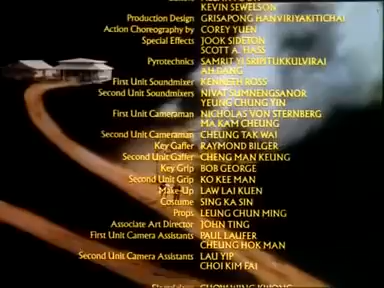 KEVIN SEWELSON
Production Design GRISAPONG HANVIRIYAKITICHAI
Action Choreography by COREY YUEN
Special Effects JOOK SIDETON
SCOTT A. HASS
Pyrotechnics SAMRIT YI SRIPITUKKULVIRAI
AH DANG
First Unit Soundmixer KENNETH ROSS
Second Unit Soundmixers NIVAT SUMNENGSANOR
YEUNG CHUNG YIN
First Unit Cameraman NICHOLAS VON STERNBERG
MA KAM CHEUNG
Second Unit Cameraman CHEUNG TAK WAI
Key Gaffer RAYMOND BILGER
Second Gaffer CHENG MAN KEUNG
Key Grip BOB GEORGE
Second Unit Grip KO KEE MAN
Make-Up LAW LAI KUEN
Costume SING KA SIN
Props LEUNG CHUN MING
Associate Art Director JOHN TING
First Unit Camera Assistants PAUL LAUFER
CHEUNG HOK MAN
Second Unit Camera Assistants LAU YIP
CHOI KIM FAI